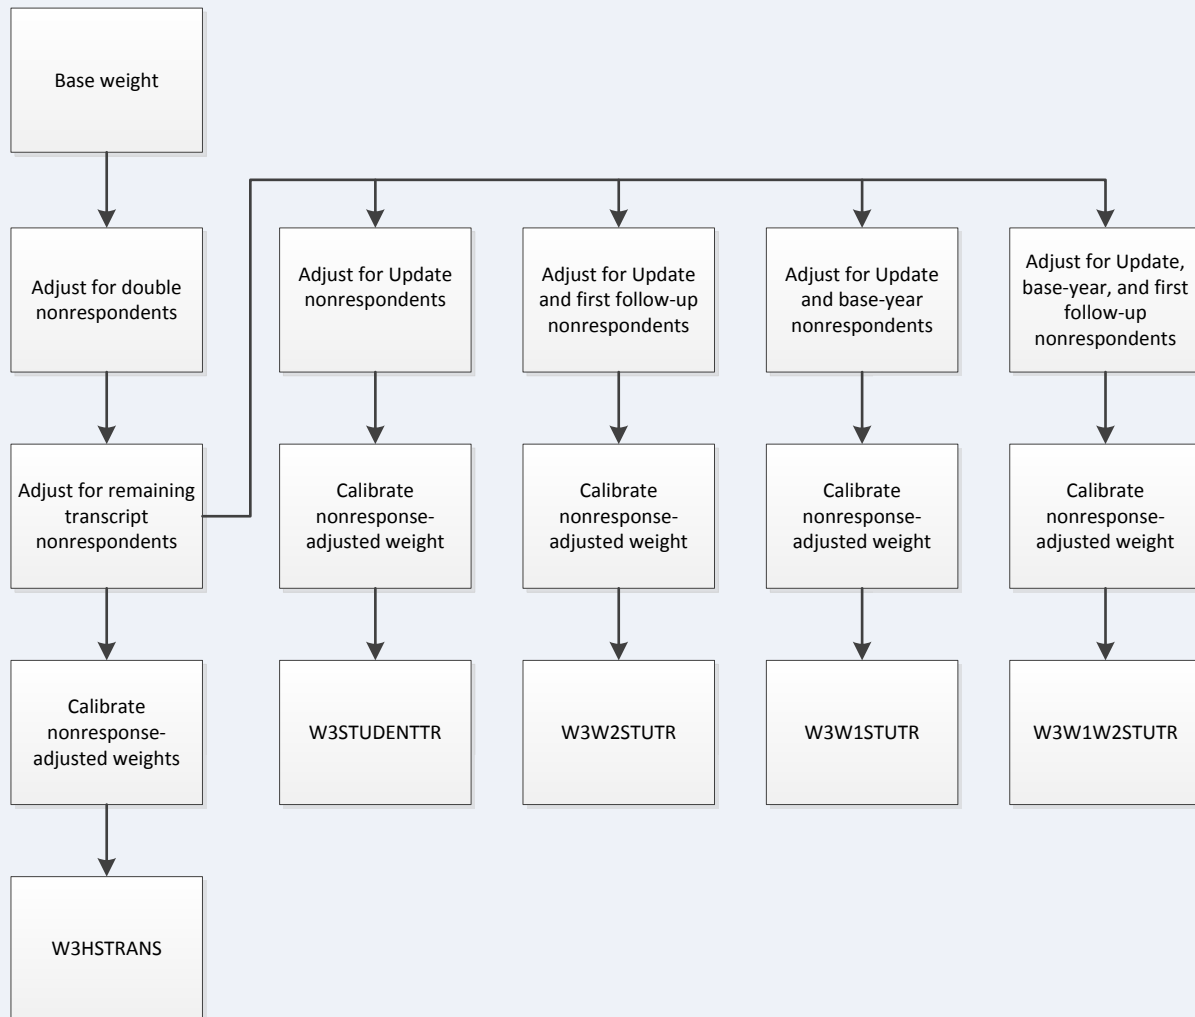 Base weight
Adjust for double
nonrespondents
Adjust for Update
nonrespondents
Adjust for Update
and first follow-up
nonrespondents
Adjust for Update
and base-year
nonrespondents
Adjust for Update,
base-year, and first
follow-up
nonrespondents
Adjust for remaining
transcript
nonrespondents
Calibrate
nonresponse-
adjusted weight
Calibrate
nonresponse-
adjusted weight
Calibrate
nonresponse-
adjusted weight
Calibrate
nonresponse-
adjusted weight
Calibrate
nonresponse-
adjusted weights
W3STUDENTTR
W3W2STUTR
W3W1STUTR
W3W1W2STUTR
W3HSTRANS